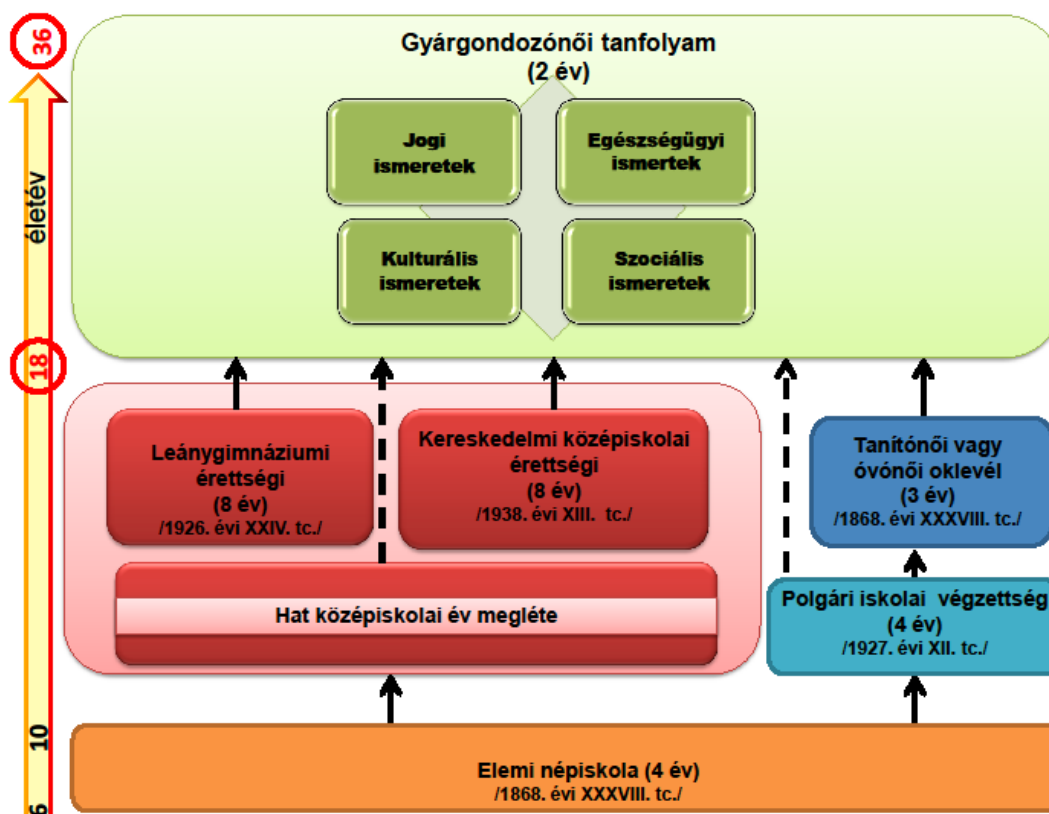 36
Gyárgondozónői tanfolyam
(2 év)
Jogi
ismeretek
Egészségügyi
ismertek
Kulturális
ismeretek
Szociális
ismeretek
életév
18
Leánygimnáziumi
érettségi
(8 év)
/1926. évi XXIV. tc./
Kereskedelmi középiskolai
érettségi
(8 év)
/1938. évi XIII. tc./
Tanítónői vagy
óvónői oklevél
(3 év)
/1868. évi XXXVIII. tc./
Hat középiskolai év megléte
Polgári iskolai végzettség
(4 év)
/1927. évi XII. tc./
10
Elemi népiskola (4 év)
/1868. évi XXXVIII. tc./
6